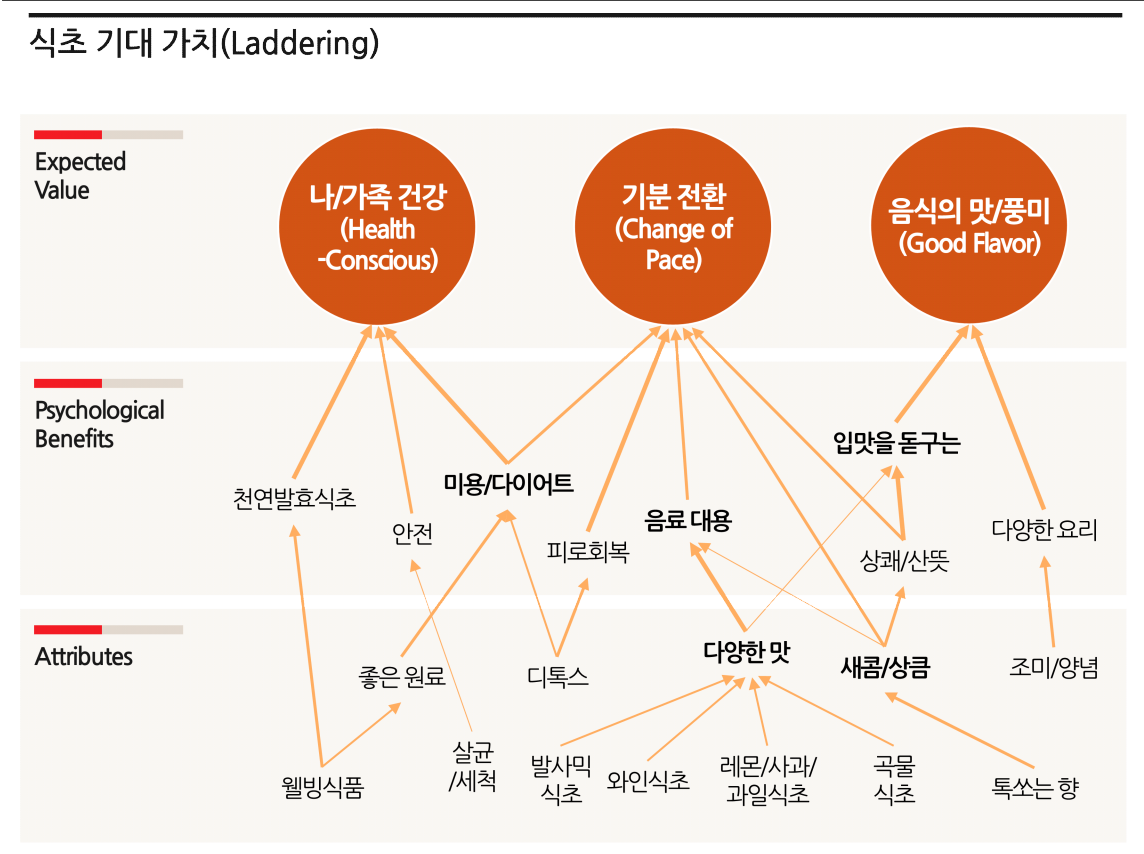 식초 기대 가치(Laddering)
Expected
Value
나/가족 건강
(Health
-Conscious)
기분 전환
(Change of
Pace)
음식의 맛/풍미
(Good Flavor)
Psychological
Benefits
입맛을 돋구는
미용/다이어트
천연발효식초
음료 대용
안전
다양한 요리
피로회복
상쾌/산뜻
Attributes
다양한 맛
새콤/상큼
조미/양념
좋은 원료
디톡스
살균
/세척
발사믹
식초
와인식초
레몬/사과/
과일식초
곡물
식초
웰빙식품
톡쏘는 향